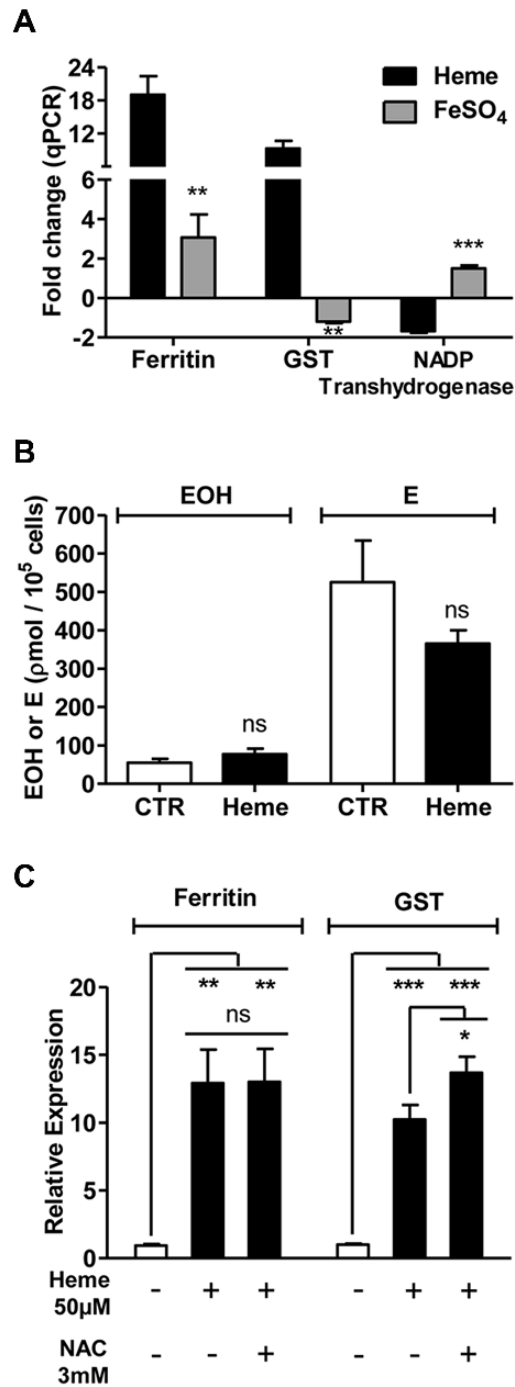 A
Fold change (qPCR)
24
18
12
6
4
2
0
-2
Heme
FeSO4
**
**
***
Ferritin
GST
NADP
Transhydrogenase
B
EOH or E (ρmol / 10⁵ cells)
EOH
E
700
600
500
400
300
200
100
0
ns
ns
CTR
Heme
CTR
Heme
C
Ferritin
GST
Relative Expression
20
15
10
5
0
**
**
ns
***
***
*
Heme
50µM
-
+
+
-
+
+
NAC
3mM
-
-
+
-
-
+